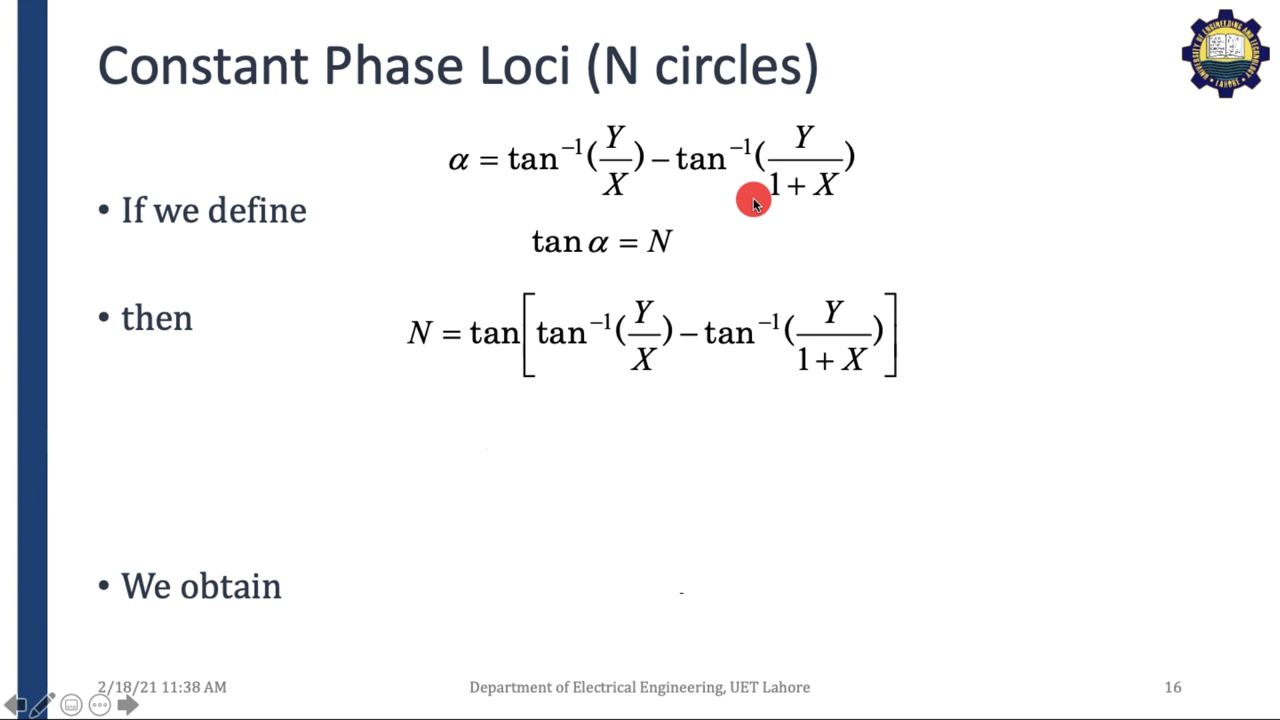 Constant Phase Loci (N circles)
α = tan⁻¹(Y/X) − tan⁻¹(Y/(1 + X))
• If we define
tan α = N
• then
N = tan[tan⁻¹(Y/X) − tan⁻¹(Y/(1 + X))]
• We obtain
2/18/21 11:38 AM
Department of Electrical Engineering, UET Lahore
16